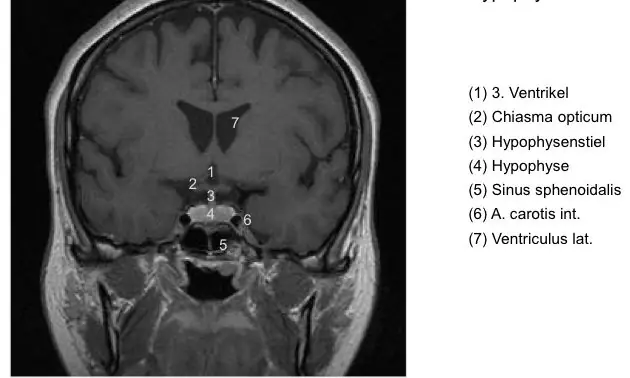 7
1
2
3
4
6
5
(1) 3. Ventrikel
(2) Chiasma opticum
(3) Hypophysenstiel
(4) Hypophyse
(5) Sinus sphenoidalis
(6) A. carotis int.
(7) Ventriculus lat.